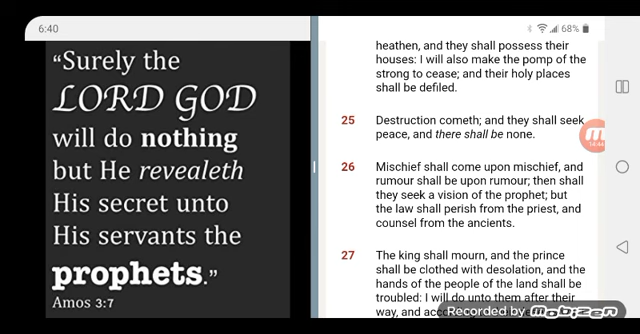 6:40
68%
“Surely the
LORD GOD
will do nothing
but He revealeth
His secret unto
His servants the
prophets.”
Amos 3:7
heathen, and they shall possess their
houses: I will also make the pomp of the
strong to cease; and their holy places
shall be defiled.
25 Destruction cometh; and they shall seek
peace, and there shall be none.
26 Mischief shall come upon mischief, and
rumour shall be upon rumour; then shall
they seek a vision of the prophet; but
the law shall perish from the priest, and
counsel from the ancients.
27 The king shall mourn, and the prince
shall be clothed with desolation, and the
hands of the people of the land shall be
troubled: I will do unto them after their
way, and
Recorded by mobizen